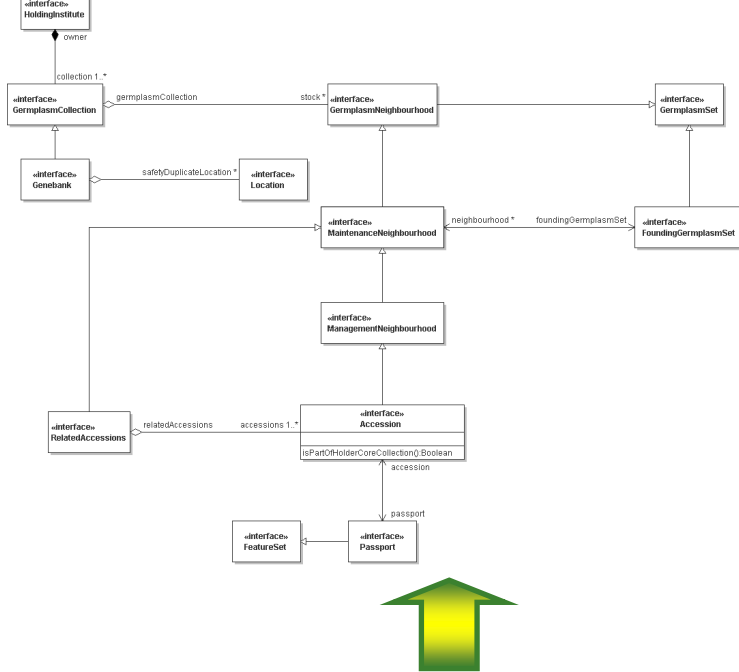 «interface»
HoldingInstitute
owner
collection 1..*
«interface»
GermplasmCollection
germplasmCollection
stock *
«interface»
GermplasmNeighbourhood
«interface»
GermplasmSet
«interface»
Genebank
safetyDuplicateLocation *
«interface»
Location
«interface»
MaintenanceNeighbourhood
neighbourhood *
foundingGermplasmSet
«interface»
FoundingGermplasmSet
«interface»
ManagementNeighbourhood
«interface»
RelatedAccessions
relatedAccessions
accessions 1..*
«interface»
Accession
isPartOfHolderCoreCollection():Boolean
accession
passport
«interface»
FeatureSet
«interface»
Passport